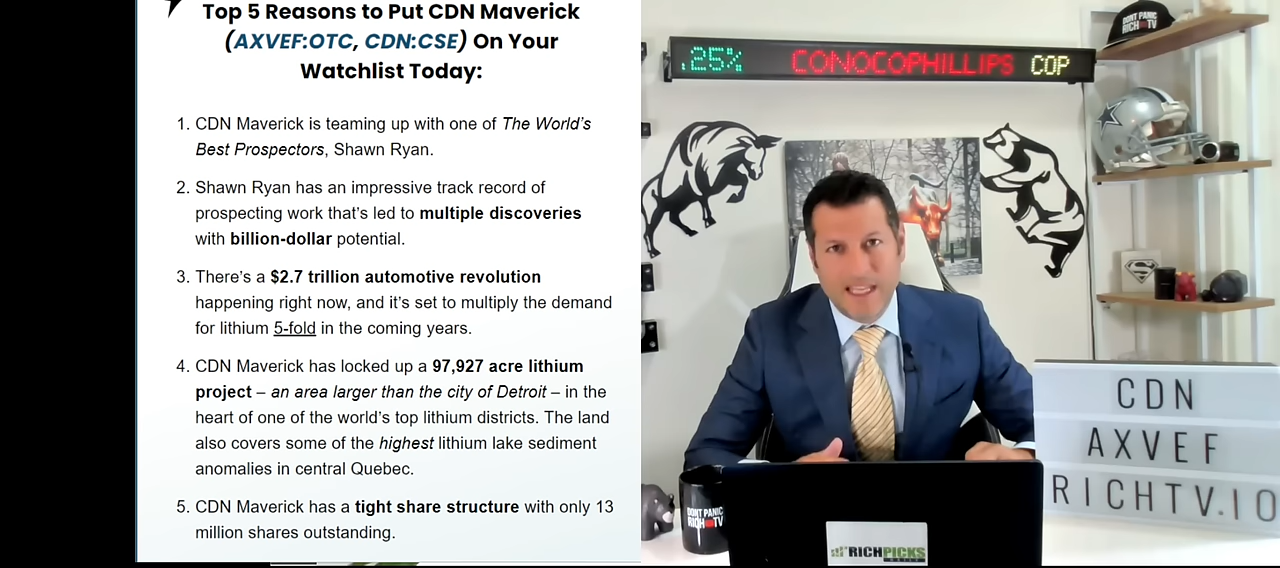 Top 5 Reasons to Put CDN Maverick
(AXVEF:OTC, CDN:CSE) On Your
Watchlist Today:
1. CDN Maverick is teaming up with one of The World's
Best Prospectors, Shawn Ryan.
2. Shawn Ryan has an impressive track record of
prospecting work that's led to multiple discoveries
with billion-dollar potential.
3. There's a $2.7 trillion automotive revolution
happening right now, and it's set to multiply the demand
for lithium 5-fold in the coming years.
4. CDN Maverick has locked up a 97,927 acre lithium
project – an area larger than the city of Detroit – in the
heart of one of the world's top lithium districts. The land
also covers some of the highest lithium lake sediment
anomalies in central Quebec.
5. CDN Maverick has a tight share structure with only 13
million shares outstanding.
.25% CONOCOPHILLIPS COP
DONT PANIC
RICH TV
CDN
AXVEF
RICHTV.IO
DONT PANIC
RICH TV
RICHPICKS